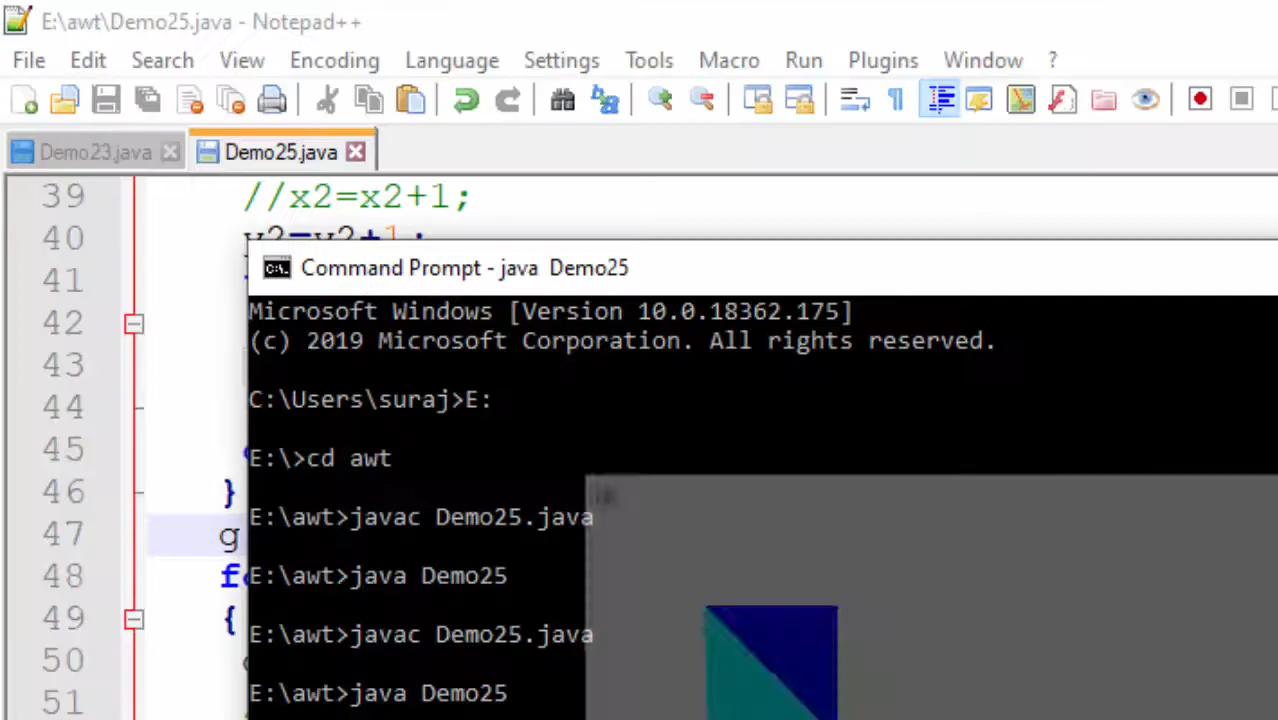 E:\awt\Demo25.java - Notepad++
File Edit Search View Encoding Language Settings Tools Macro Run Plugins Window ?
Demo23.java Demo25.java
39 //x2=x2+1;
40 y2=y2+1;
41
42
43
44
45
46 }
47 g
48
49 {
50
51
Command Prompt - java Demo25
Microsoft Windows [Version 10.0.18362.175]
(c) 2019 Microsoft Corporation. All rights reserved.
C:\Users\suraj>E:
E:\>cd awt
E:\awt>javac Demo25.java
E:\awt>java Demo25
E:\awt>javac Demo25.java
E:\awt>java Demo25